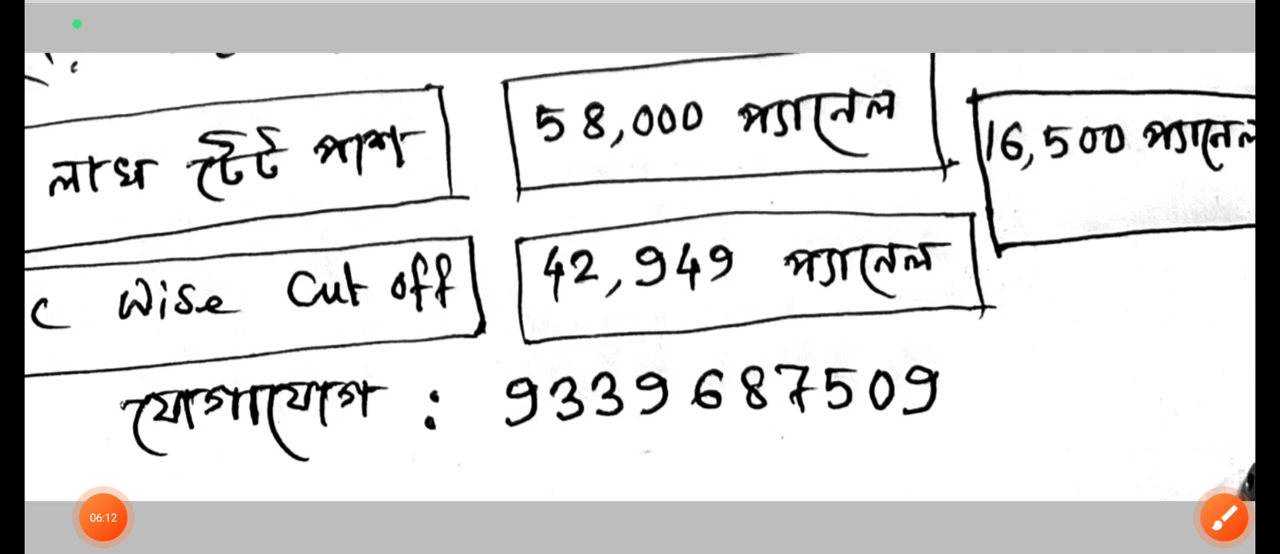 লাখ টেট পাশ
58,000 প্যানেল
16,500 প্যানেল
C Wise Cut off
42,949 প্যানেল
যোগাযোগ : 9339687509
06:12